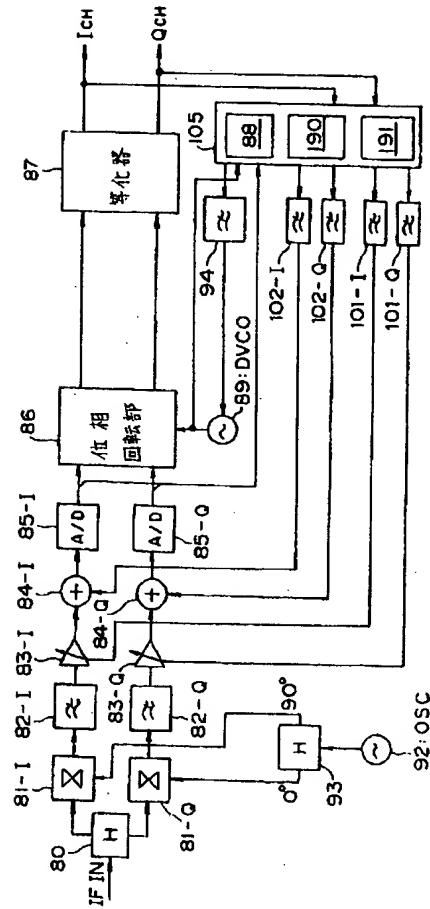 ICH
QCH
87
等化器
105
88
190
191
94
102-I
102-Q
101-I
101-Q
89:DVCO
86
位相
回転部
85-I
A/D
A/D
85-Q
84-I
+
+
84-Q
83-I
83-Q
82-I
82-Q
81-I
81-Q
80
H
IF IN
90°
0°
H
93
92:OSC